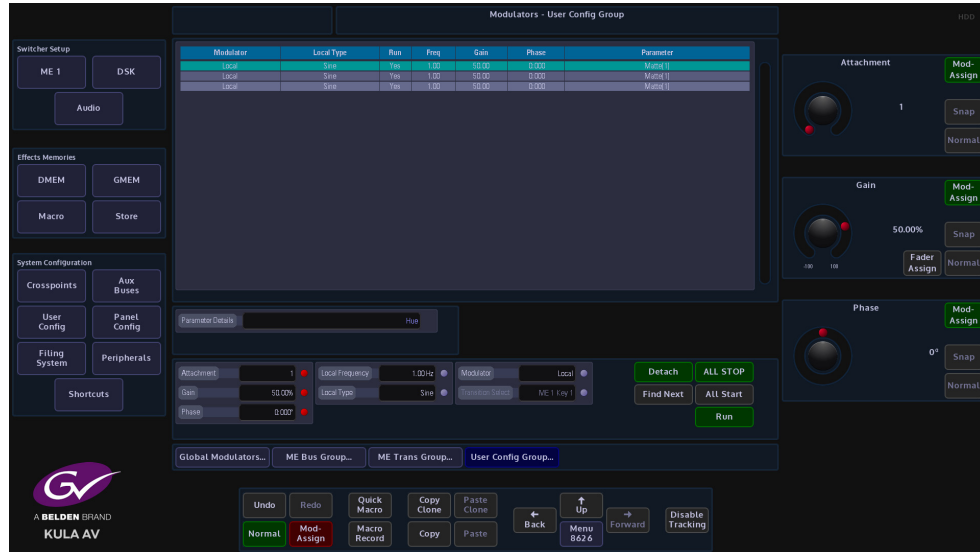 Modulators - User Config Group
HDD
Switcher Setup
ME 1
DSK
Audio
Effects Memories
DMEM
GMEM
Macro
Store
System Configuration
Crosspoints
Aux
Buses
User
Config
Panel
Config
Filing
System
Peripherals
Shortcuts
Modulator Local Type Run Freq Gain Phase Parameter
Local Sine Yes 1.00 50.00 0.000 Matte[1]
Local Sine Yes 1.00 50.00 0.000 Matte[1]
Local Sine Yes 1.00 50.00 0.000 Matte[1]
Parameter Details Hue
Attachment 1 Local Frequency 1.00Hz Modulator Local
Gain 50.00% Local Type Sine Transition Select ME 1 Key 1
Phase 0.000°
Detach
ALL STOP
Find Next
All Start
Run
Global Modulators...
ME Bus Group...
ME Trans Group...
User Config Group...
Attachment
Mod-
Assign
1
Snap
Normal
Gain
Mod-
Assign
50.00%
Snap
-100 100
Fader
Assign
Normal
Phase
Mod-
Assign
0°
Snap
Normal
GV
A BELDEN BRAND
KULA AV
Undo
Redo
Quick
Macro
Copy
Clone
Paste
Clone
↑
Up
Normal
Mod-
Assign
Macro
Record
Copy
Paste
←
Back
Menu
8626
→
Forward
Disable
Tracking